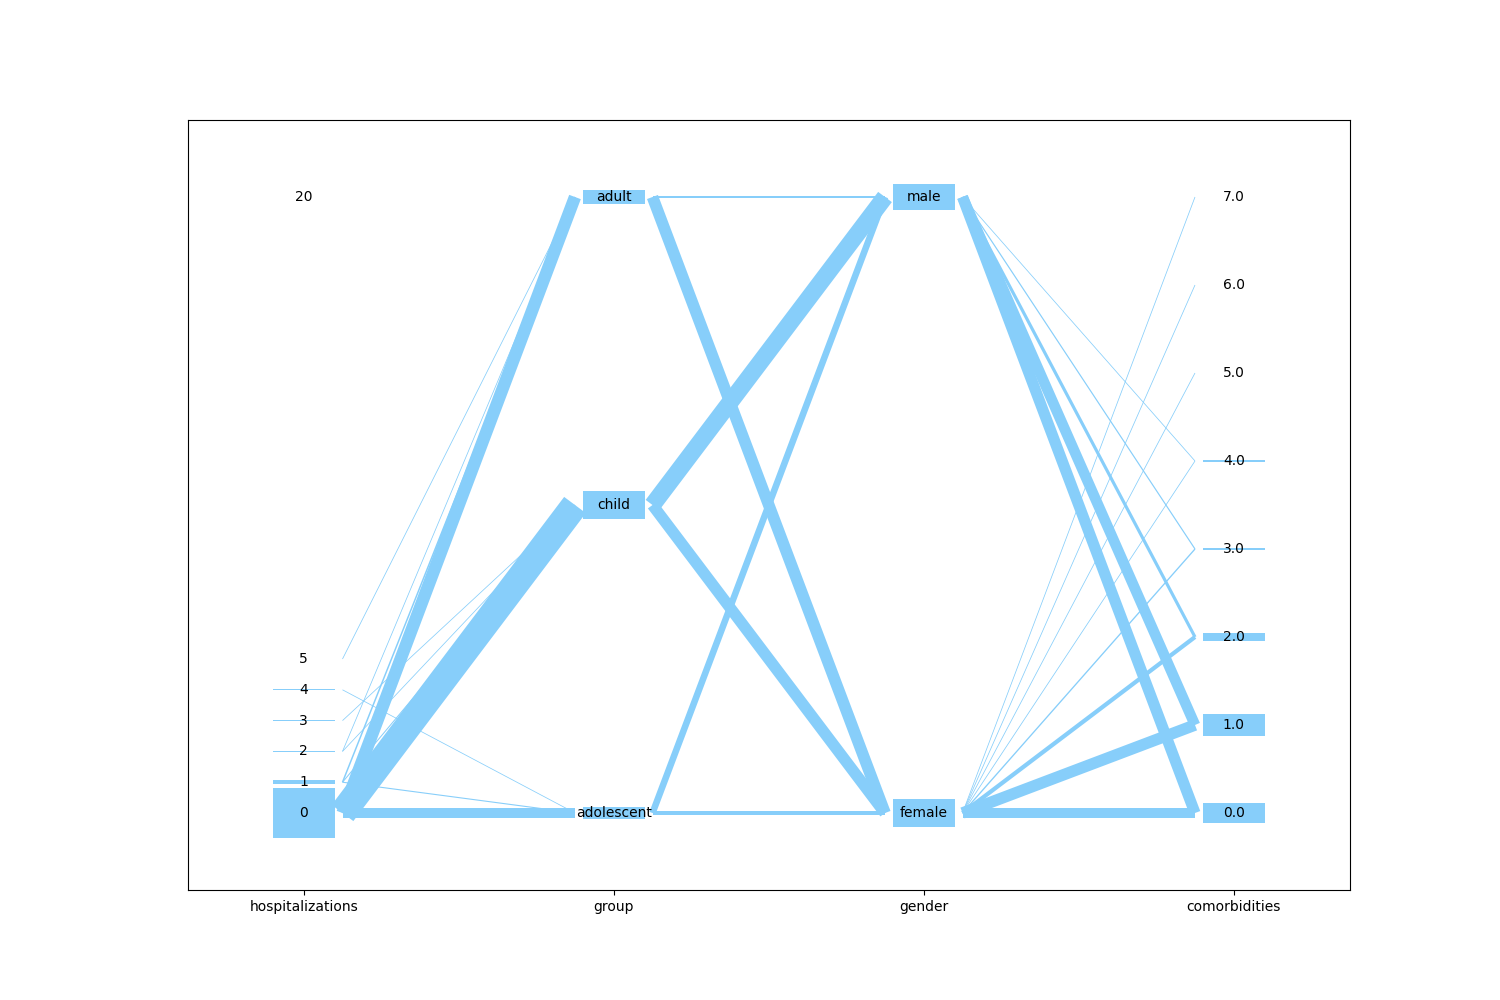 20
adult
male
7.0
6.0
5.0
4.0
child
3.0
2.0
5
4
3
1.0
2
1
0
adolescent
female
0.0
hospitalizations
group
gender
comorbidities